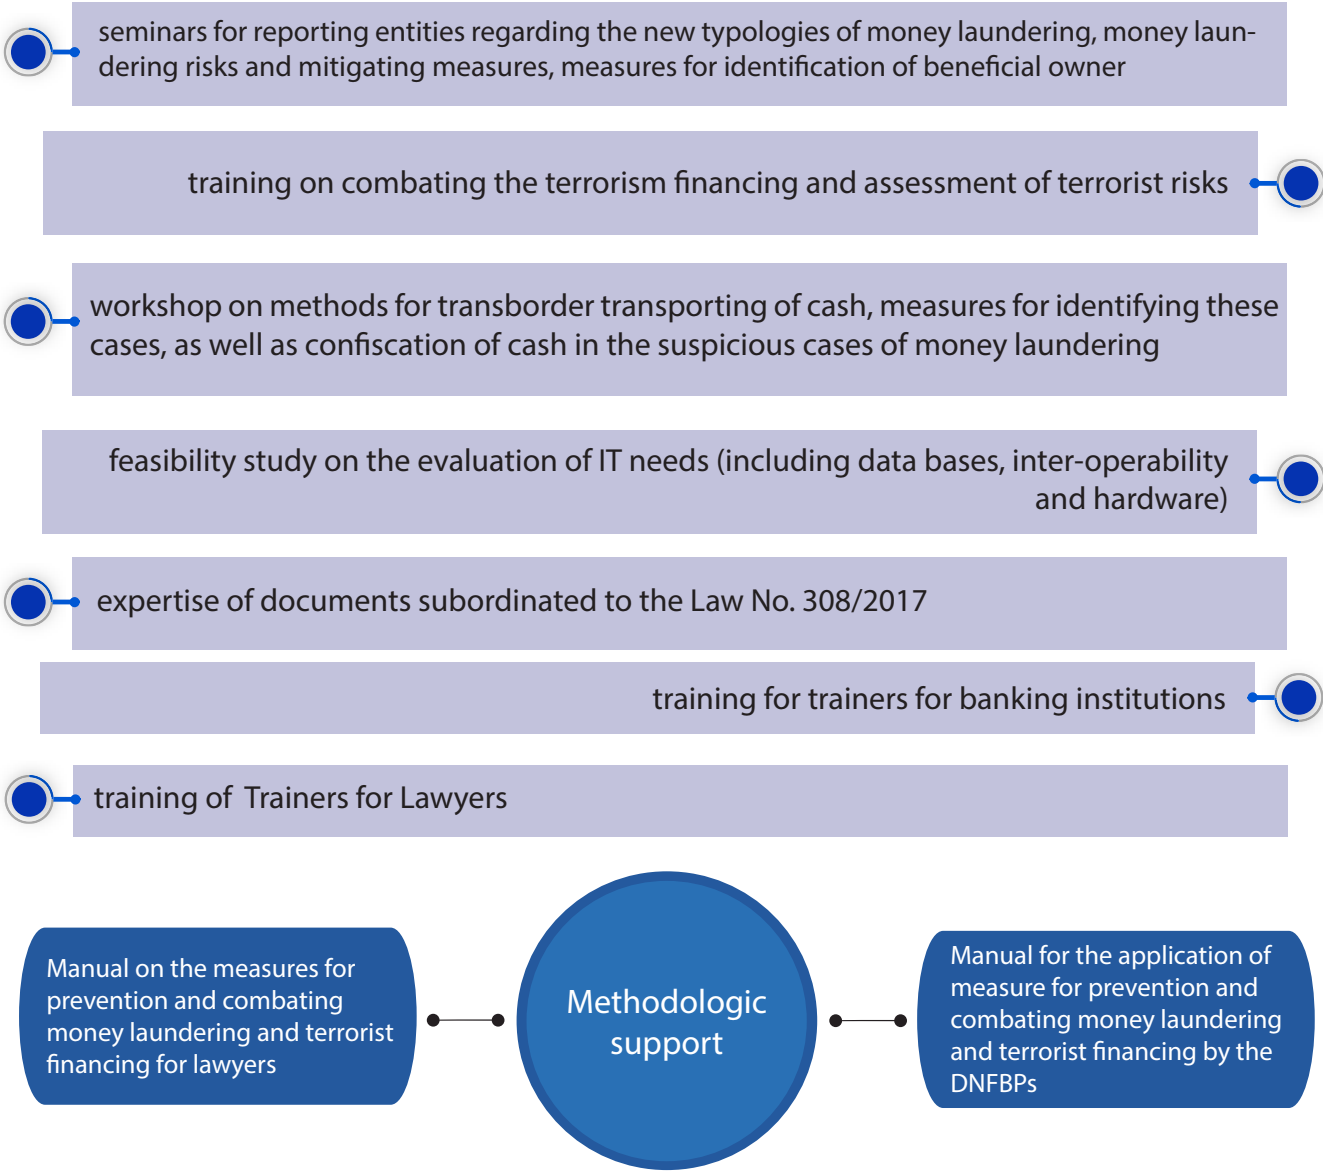 seminars for reporting entities regarding the new typologies of money laundering, money laun-
dering risks and mitigating measures, measures for identification of beneficial owner
training on combating the terrorism financing and assessment of terrorist risks
workshop on methods for transborder transporting of cash, measures for identifying these
cases, as well as confiscation of cash in the suspicious cases of money laundering
feasibility study on the evaluation of IT needs (including data bases, inter-operability
and hardware)
expertise of documents subordinated to the Law No. 308/2017
training for trainers for banking institutions
training of  Trainers for Lawyers
Manual on the measures for
prevention and combating
money laundering and terrorist
financing for lawyers
Methodologic
support
Manual for the application of
measure for prevention and
combating money laundering
and terrorist financing by the
DNFBPs